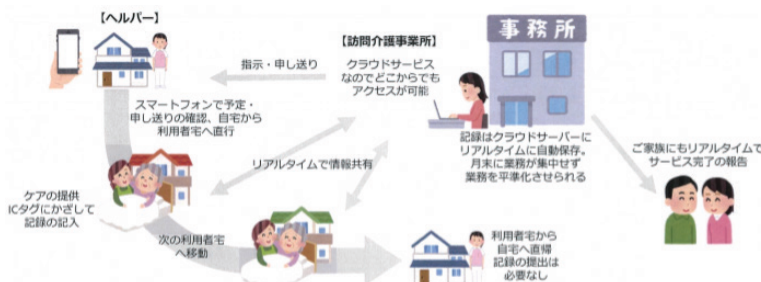 【ヘルパー】
指示・申し送り
スマートフォンで予定・
申し送りの確認、自宅から
利用者宅へ直行
【訪問介護事業所】
クラウドサービス
なのでどこからでも
アクセスが可能
事務所
記録はクラウドサーバーに
リアルタイムに自動保存。
月末に業務が集中せず
業務を平準化させられる
ご家族にもリアルタイムで
サービス完了の報告
リアルタイムで情報共有
ケアの提供
ICタグにかざして
記録の記入
次の利用者宅
へ移動
利用者宅から
自宅へ直帰
記録の提出は
必要なし